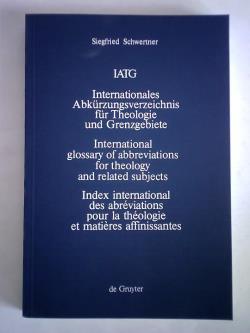 Siegfried Schwertner
IATG
Internationales
Abkürzungsverzeichnis
für Theologie
und Grenzgebiete
International
glossary of abbreviations
for theology
and related subjects
Index international
des abréviations
pour la théologie
et matières affinissantes
de Gruyter